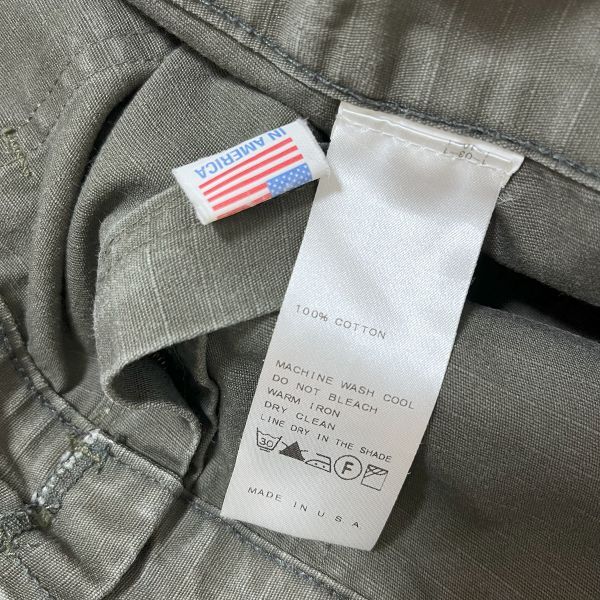 IN AMERICA
100% COTTON
MACHINE WASH COOL
DO NOT BLEACH
WARM IRON
DRY CLEAN
LINE DRY IN THE SHADE
30 F
MADE IN U.S.A.